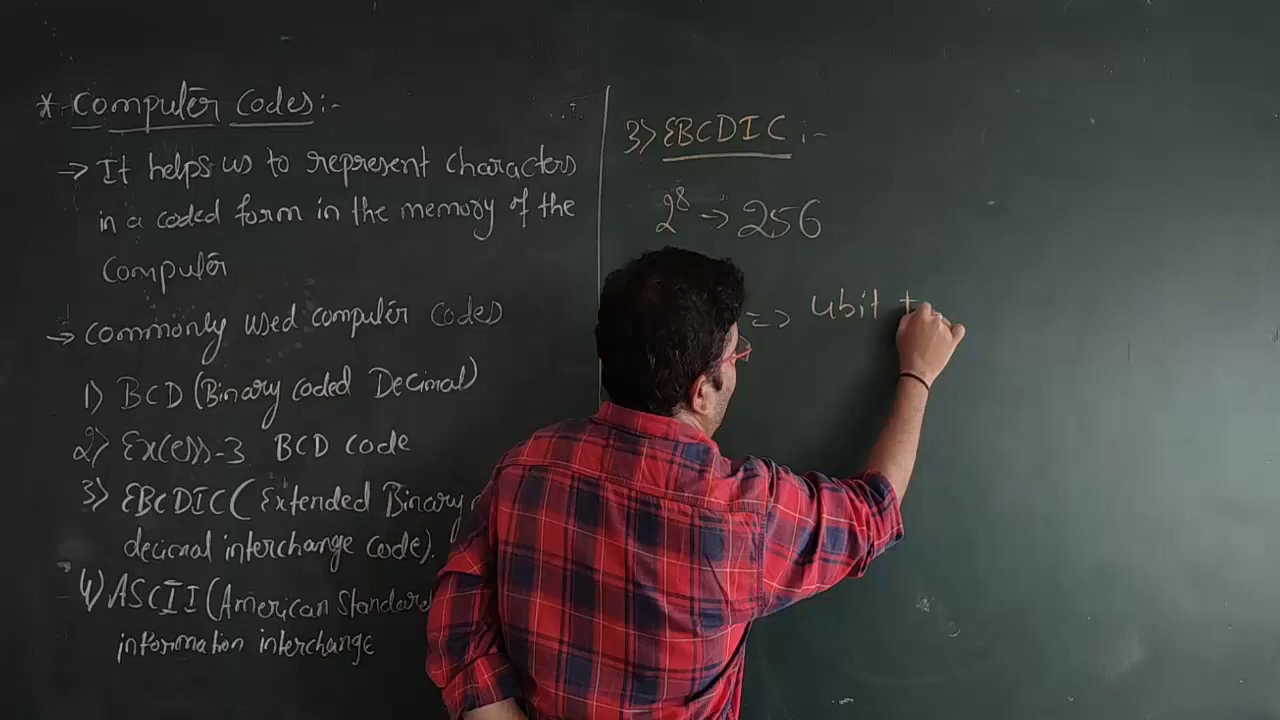 * Computer Codes:-
→ It helps us to represent characters
in a coded form in the memory of the
Computer
→ Commonly used computer codes
1) BCD (Binary coded Decimal)
2) Excess-3 BCD code
3) EBCDIC (Extended Binary
decimal interchange code).
4) ASCII (American Standard
information interchange
3) EBCDIC :-
2⁸ → 256
=> 4bit